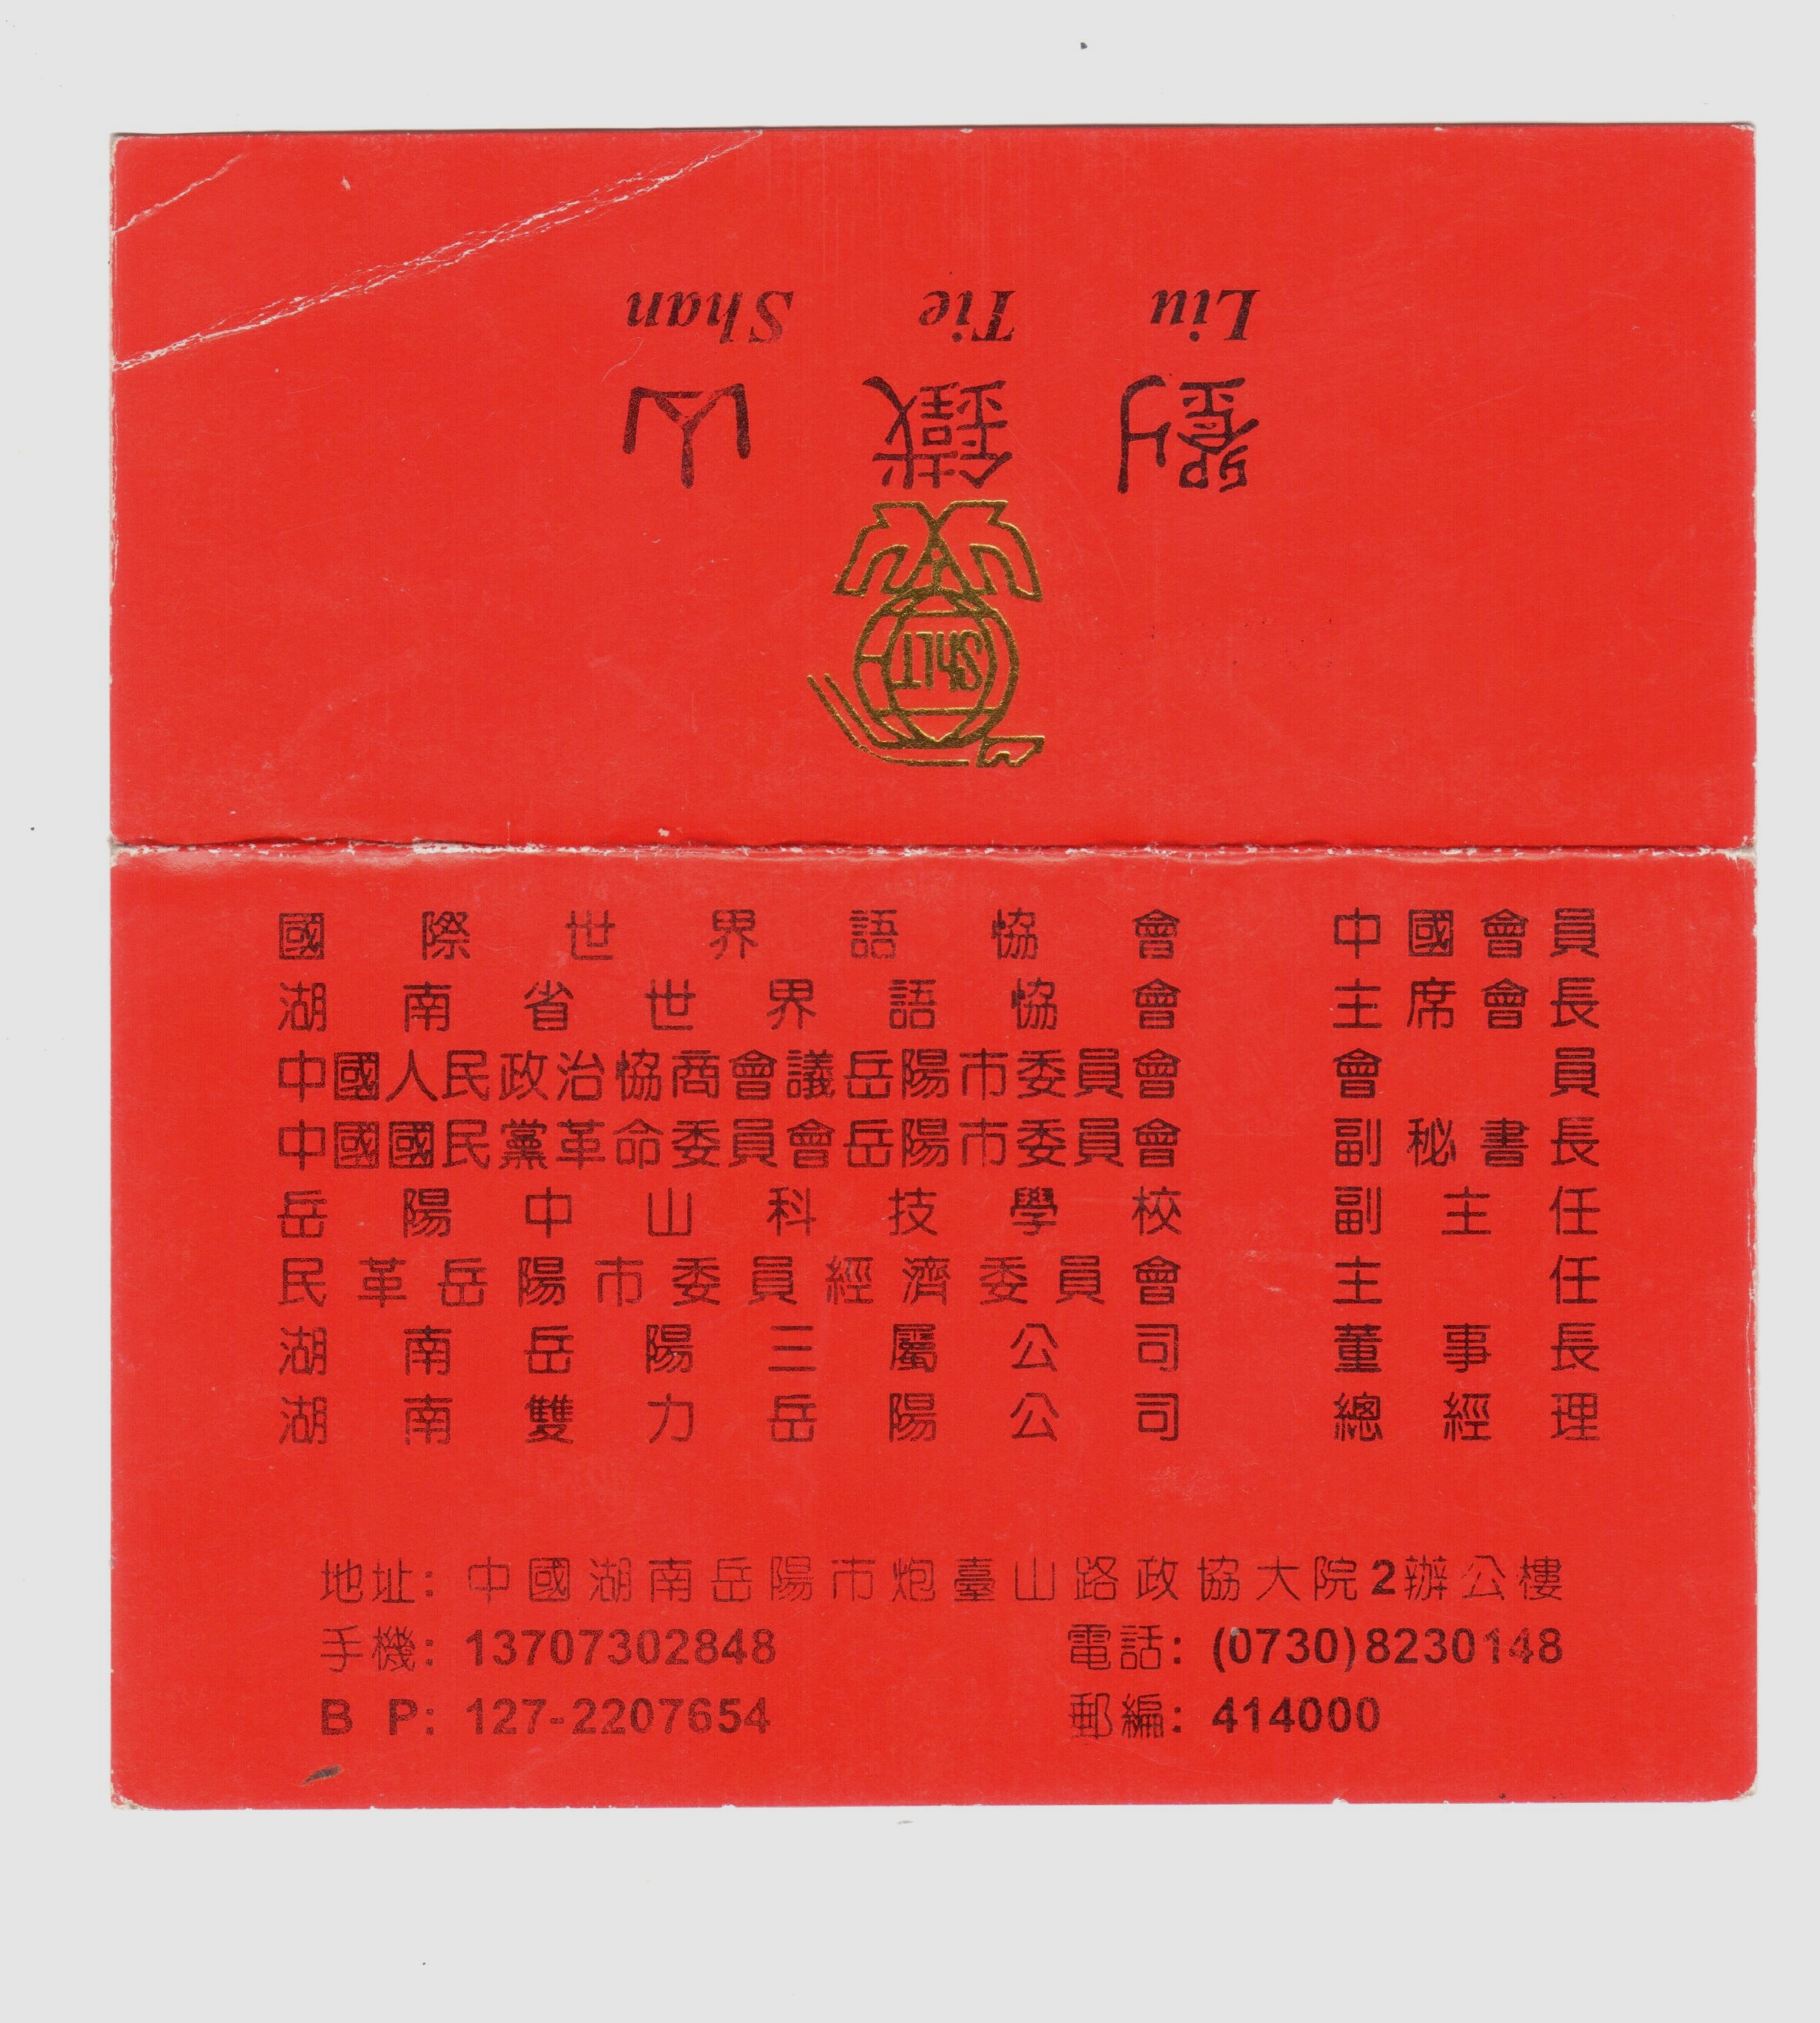 劉 鐵 山
Liu Tie Shan
國際世界語協會 中國會員
湖南省世界語協會 主席會長
中國人民政治協商會議岳陽市委員會 會員
中國國民黨革命委員會岳陽市委員會 副秘書長
岳陽中山科技學校 副主任
民革岳陽市委員經濟委員會 主任
湖南岳陽三屬公司 董事長
湖南雙力岳陽公司 總經理
地址: 中國湖南岳陽市炮臺山路政協大院2辦公樓
手機: 13707302848 電話: (0730)8230148
B P: 127-2207654 郵編: 414000